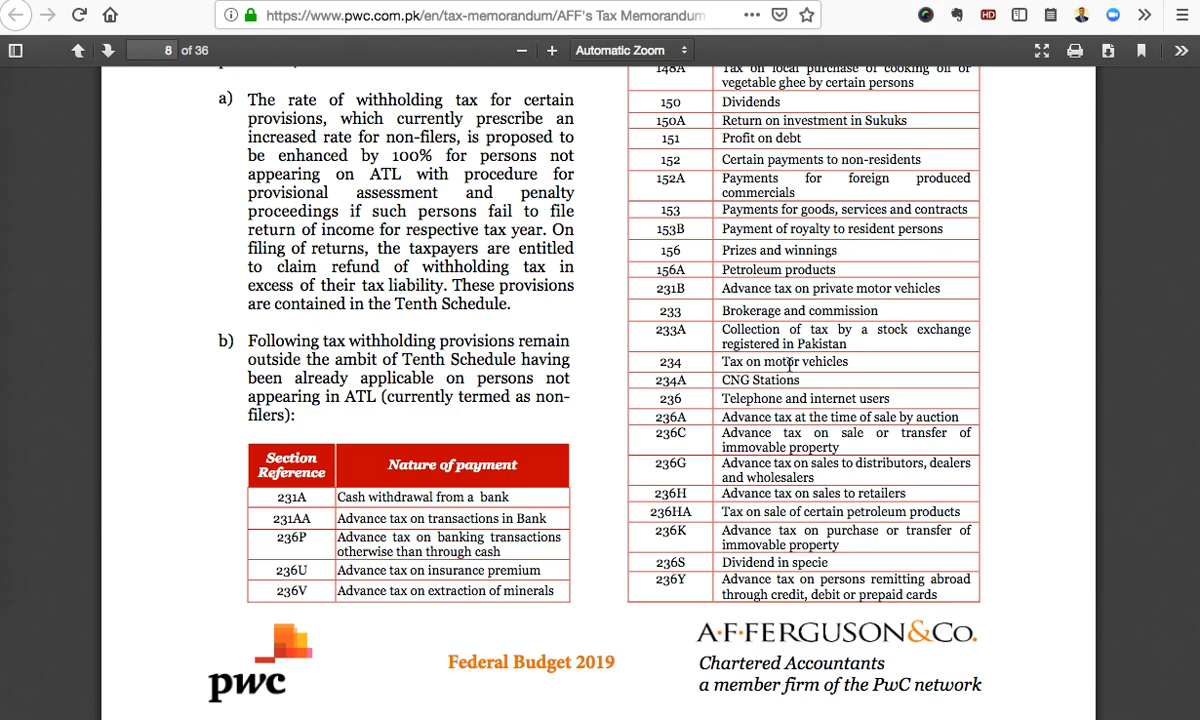 https://www.pwc.com.pk/en/tax-memorandum/AFF's Tax Memorandum
HD
8 of 36
Automatic Zoom
a) The rate of withholding tax for certain
provisions, which currently prescribe an
increased rate for non-filers, is proposed to
be enhanced by 100% for persons not
appearing on ATL with procedure for
provisional assessment and penalty
proceedings if such persons fail to file
return of income for respective tax year. On
filing of returns, the taxpayers are entitled
to claim refund of withholding tax in
excess of their tax liability. These provisions
are contained in the Tenth Schedule.
b) Following tax withholding provisions remain
outside the ambit of Tenth Schedule having
been already applicable on persons not
appearing in ATL (currently termed as non-
filers):
Section Reference Nature of payment
231A Cash withdrawal from a bank
231AA Advance tax on transactions in Bank
236P Advance tax on banking transactions
otherwise than through cash
236U Advance tax on insurance premium
236V Advance tax on extraction of minerals
148A Tax on local purchase of cooking oil or
vegetable ghee by certain persons
150 Dividends
150A Return on investment in Sukuks
151 Profit on debt
152 Certain payments to non-residents
152A Payments for foreign produced
commercials
153 Payments for goods, services and contracts
153B Payment of royalty to resident persons
156 Prizes and winnings
156A Petroleum products
231B Advance tax on private motor vehicles
233 Brokerage and commission
233A Collection of tax by a stock exchange
registered in Pakistan
234 Tax on motor vehicles
234A CNG Stations
236 Telephone and internet users
236A Advance tax at the time of sale by auction
236C Advance tax on sale or transfer of
immovable property
236G Advance tax on sales to distributors, dealers
and wholesalers
236H Advance tax on sales to retailers
236HA Tax on sale of certain petroleum products
236K Advance tax on purchase or transfer of
immovable property
236S Dividend in specie
236Y Advance tax on persons remitting abroad
through credit, debit or prepaid cards
pwc
Federal Budget 2019
A·F·FERGUSON&CO.
Chartered Accountants
a member firm of the PwC network